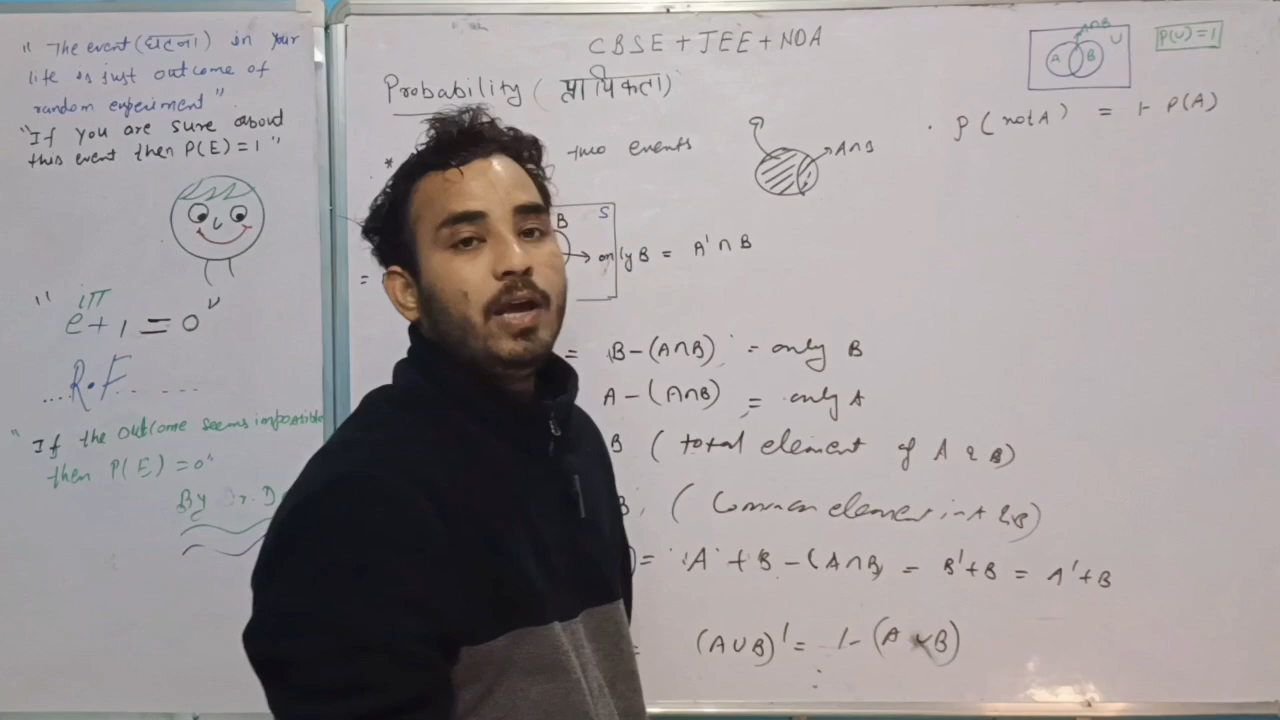 " The event (घटना) in your
life is just outcome of
random experiment "
"If you are sure about
this event then P(E) = 1 "
" e^iπ + 1 = 0 "
....R.F.... - - -
" If the outcome seems impossible
then P(E) = 0"
By Dr. D
CBSE + JEE + NDA
Probability ( प्रायिकता)
* two events
A∩B
B S
only B = A' ∩ B
=
= B - (A∩B) = only B
A - (A∩B) = only A
B ( total element of A & B)
B, ( Common element in A & B)
) = A + B - (A∩B) = B' + B = A' + B
= (A∪B)' = 1 - (A ∪ B)
A∩B
A B U
P(U) = 1
P (not A) = 1 - P(A)